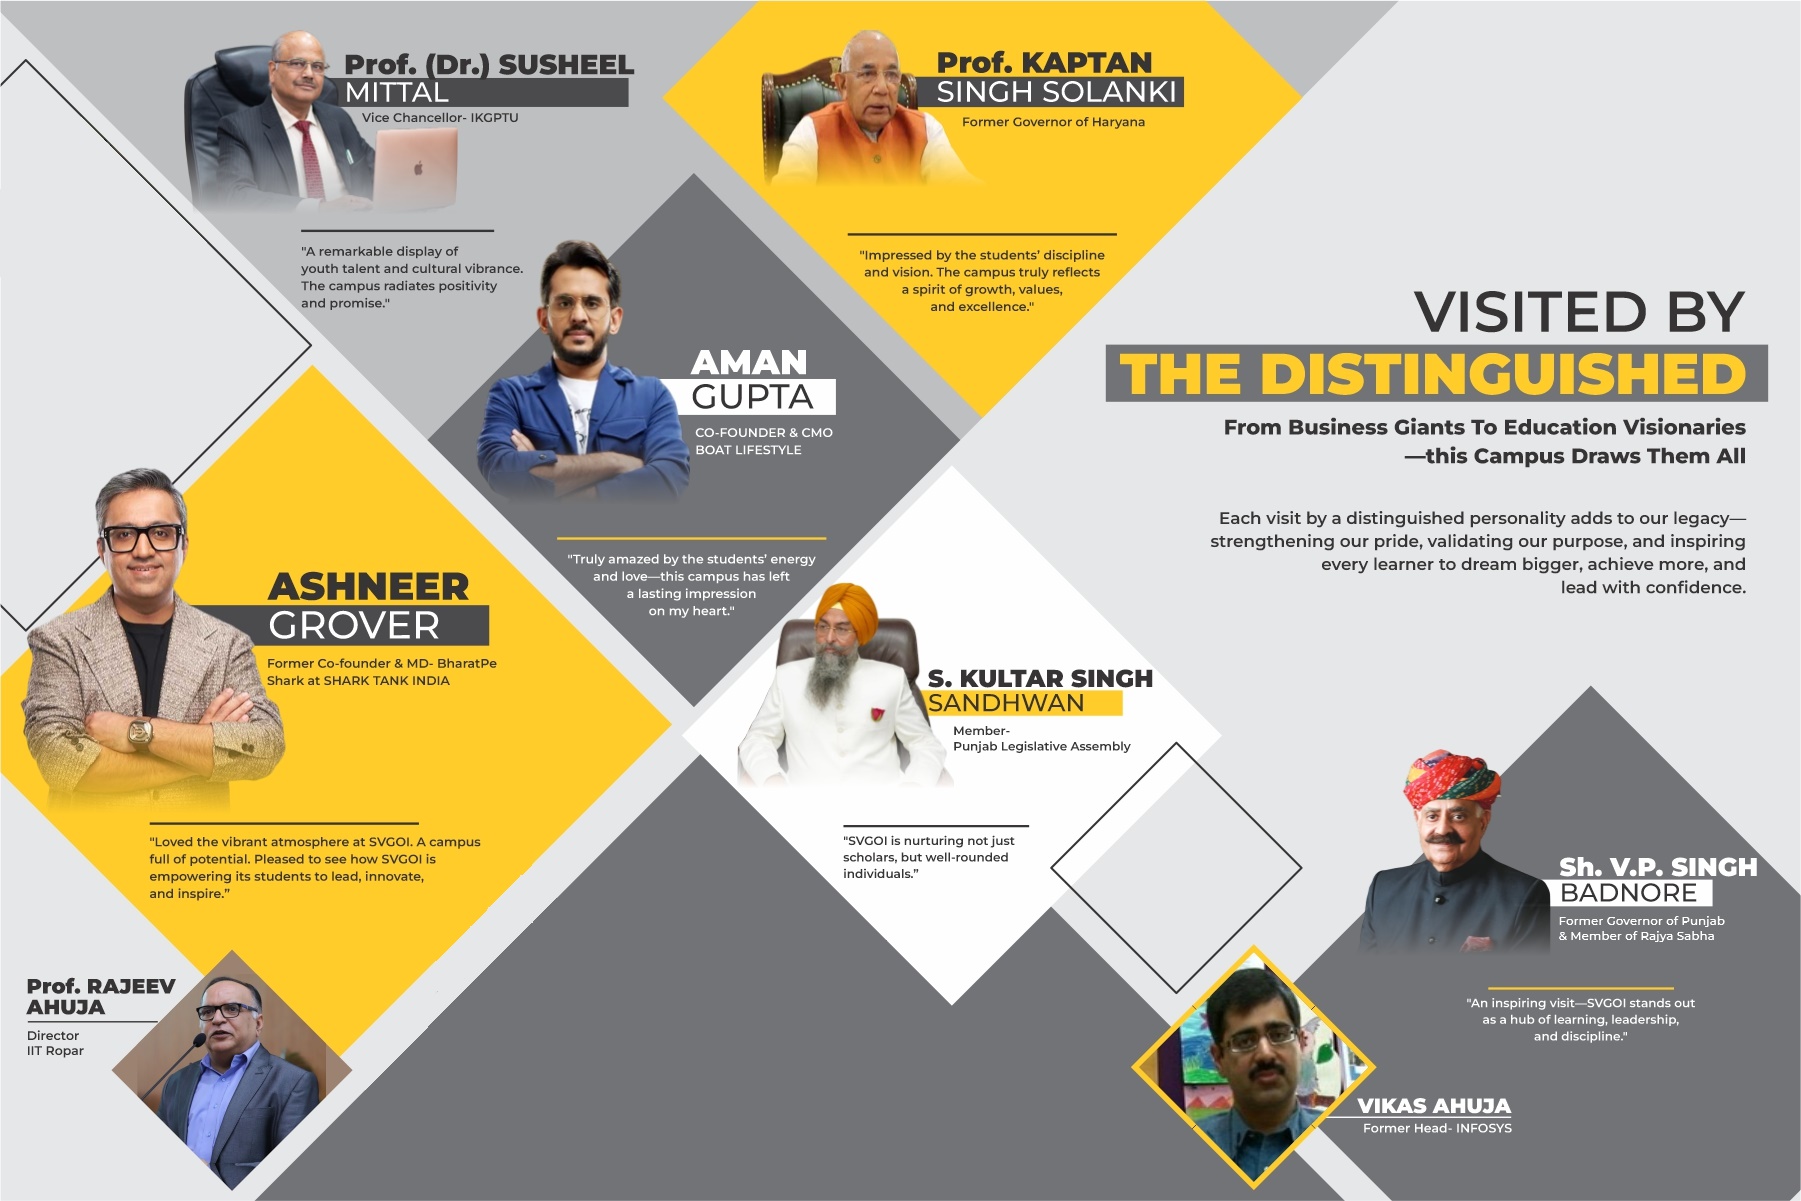 Prof. (Dr.) SUSHEEL
MITTAL
Vice Chancellor- IKGPTU
"A remarkable display of
youth talent and cultural vibrance.
The campus radiates positivity
and promise."
Prof. KAPTAN
SINGH SOLANKI
Former Governor of Haryana
"Impressed by the students’ discipline
and vision. The campus truly reflects
a spirit of growth, values,
and excellence."
VISITED BY
THE DISTINGUISHED
From Business Giants To Education Visionaries
—this Campus Draws Them All
Each visit by a distinguished personality adds to our legacy—
strengthening our pride, validating our purpose, and inspiring
every learner to dream bigger, achieve more, and
lead with confidence.
AMAN
GUPTA
CO-FOUNDER & CMO
BOAT LIFESTYLE
"Truly amazed by the students’ energy
and love—this campus has left
a lasting impression
on my heart."
ASHNEER
GROVER
Former Co-founder & MD- BharatPe
Shark at SHARK TANK INDIA
"Loved the vibrant atmosphere at SVGOI. A campus
full of potential. Pleased to see how SVGOI is
empowering its students to lead, innovate,
and inspire.”
S. KULTAR SINGH
SANDHWAN
Member-
Punjab Legislative Assembly
"SVGOI is nurturing not just
scholars, but well-rounded
individuals.”
Sh. V.P. SINGH
BADNORE
Former Governor of Punjab
& Member of Rajya Sabha
"An inspiring visit—SVGOI stands out
as a hub of learning, leadership,
and discipline."
Prof. RAJEEV
AHUJA
Director
IIT Ropar
VIKAS AHUJA
Former Head- INFOSYS